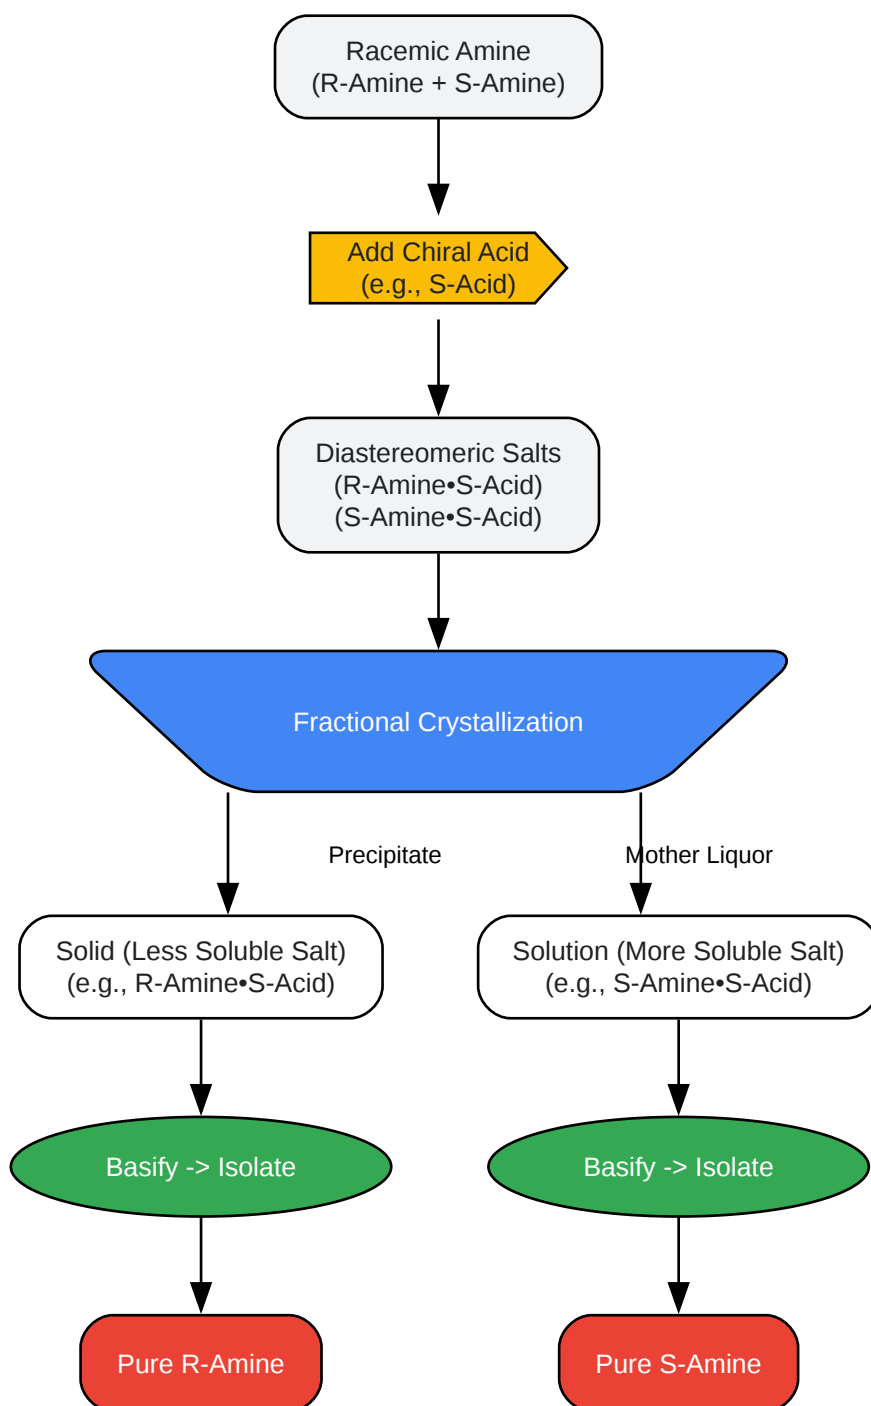 Racemic Amine
(R-Amine + S-Amine)
Add Chiral Acid
(e.g., S-Acid)
Diastereomeric Salts
(R-Amine•S-Acid)
(S-Amine•S-Acid)
Fractional Crystallization
Precipitate
Mother Liquor
Solid (Less Soluble Salt)
(e.g., R-Amine•S-Acid)
Solution (More Soluble Salt)
(e.g., S-Amine•S-Acid)
Basify -> Isolate
Basify -> Isolate
Pure R-Amine
Pure S-Amine